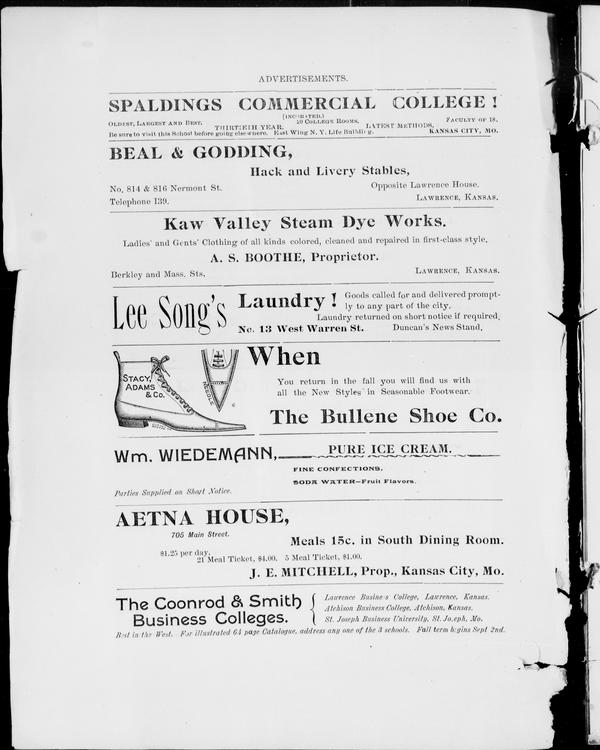 ADVERTISEMENTS.
SPALDINGS COMMERCIAL COLLEGE!
(INCORPORATED.)
OLDEST, LARGEST AND BEST. THIRTIETH YEAR. 20 COLLEGE ROOMS. LATEST METHODS. FACULTY OF 18.
Be sure to visit this School before going elsewhere. East Wing N. Y. Life Building. KANSAS CITY, MO.
BEAL & GODDING,
Hack and Livery Stables,
No. 814 & 816 Nermont St. Opposite Lawrence House.
Telephone 139. LAWRENCE, KANSAS.
Kaw Valley Steam Dye Works.
Ladies' and Gents' Clothing of all kinds colored, cleaned and repaired in first-class style.
A. S. BOOTHE, Proprietor.
Berkley and Mass. Sts. LAWRENCE, KANSAS.
Lee Song's Laundry! Goods called for and delivered prompt-
ly to any part of the city.
Laundry returned on short notice if required.
No. 13 West Warren St. Duncan's News Stand.
STACY,
ADAMS
& Co.
NEEDLE
When
You return in the fall you will find us with
all the New Styles in Seasonable Footwear.
The Bullene Shoe Co.
Wm. WIEDEMANN, PURE ICE CREAM.
FINE CONFECTIONS.
SODA WATER—Fruit Flavors.
Parties Supplied on Short Notice.
AETNA HOUSE,
705 Main Street.
Meals 15c. in South Dining Room.
$1.25 per day.
21 Meal Ticket, $4.00. 5 Meal Ticket, $1.00.
J. E. MITCHELL, Prop., Kansas City, Mo.
The Coonrod & Smith
Business Colleges.
Lawrence Business College, Lawrence, Kansas.
Atchison Business College, Atchison, Kansas.
St. Joseph Business University, St. Joseph, Mo.
Best in the West. For illustrated 64 page Catalogue, address any one of the 3 schools. Fall term begins Sept 2nd.